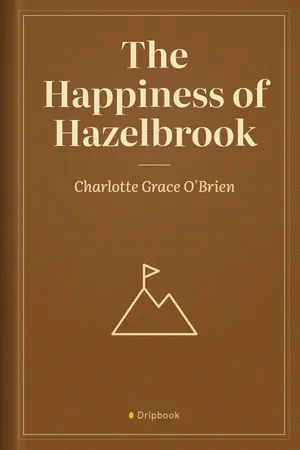 The
Happiness of
Hazelbrook
Charlotte Grace O'Brien
Dripbook